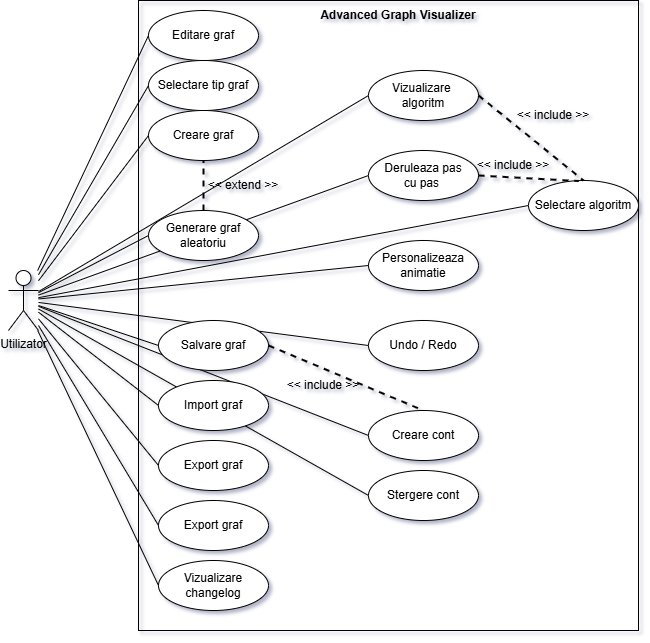 Advanced Graph Visualizer
Editare graf
Selectare tip graf
Creare graf
<< extend >>
Generare graf
aleatoriu
Vizualizare
algoritm
<< include >>
Deruleaza pas
cu pas
<< include >>
Selectare algoritm
Personalizeaza
animatie
Utilizator
Salvare graf
Undo / Redo
<< include >>
Import graf
Creare cont
Export graf
Stergere cont
Export graf
Vizualizare
changelog